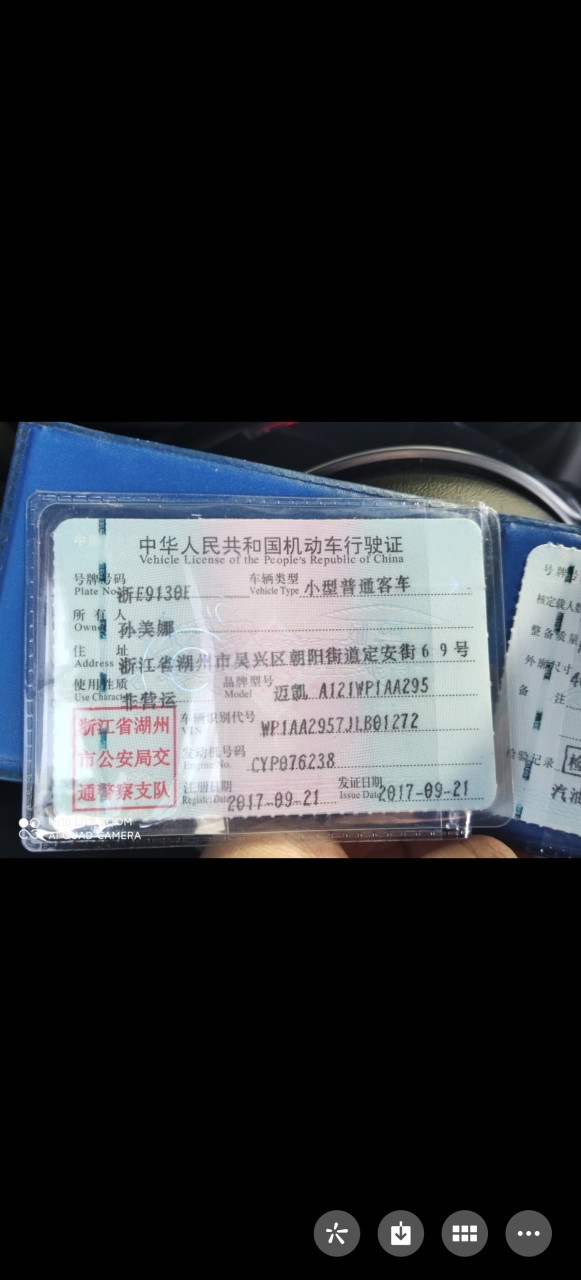 中华人民共和国机动车行驶证
Vehicle License of the People's Republic of China
号牌号码 浙E9130E 车辆类型 小型普通客车
Plate No. Vehicle Type
所有人 孙美娜
Owner
住址 浙江省湖州市吴兴区朝阳街道定安街69号
Address
使用性质 非营运 品牌型号 迈凯 A121WP1AA295
Use Character Model
浙江省湖州
市公安局交
通警察支队
车辆识别代号 WP1AA2957JLB01272
VIN
发动机号码 CYP076238
Engine No.
注册日期 2017-09-21 发证日期 2017-09-21
Register Date Issue Date
号牌号
核定载人数
整备质量
外廓尺寸
备注
检验记录 检
汽油
AI QUAD CAMERA